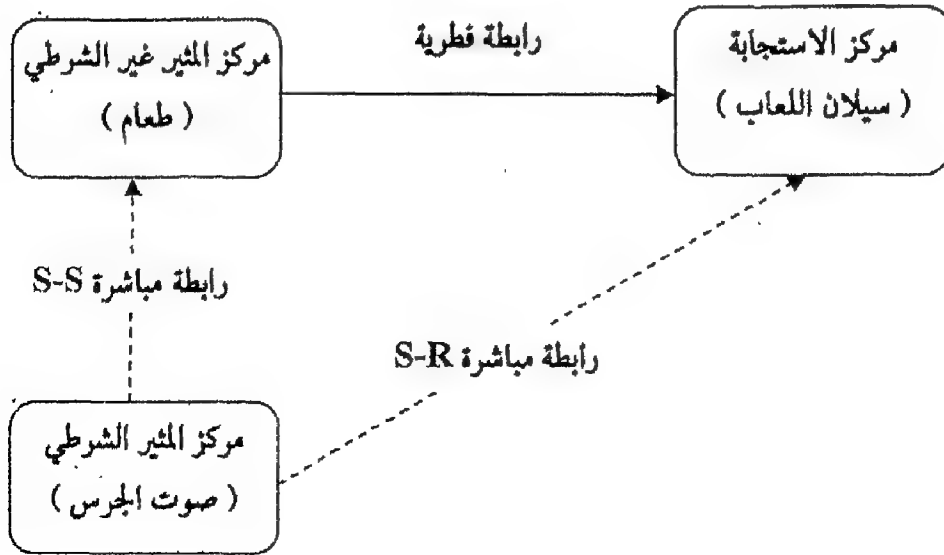 رابطة فطرية
مركز المثير غير الشرطي
( طعام )
مركز الاستجابة
( سيلان اللعاب )
رابطة مباشرة S-S
رابطة مباشرة S-R
مركز المثير الشرطي
( صوت الجرس )